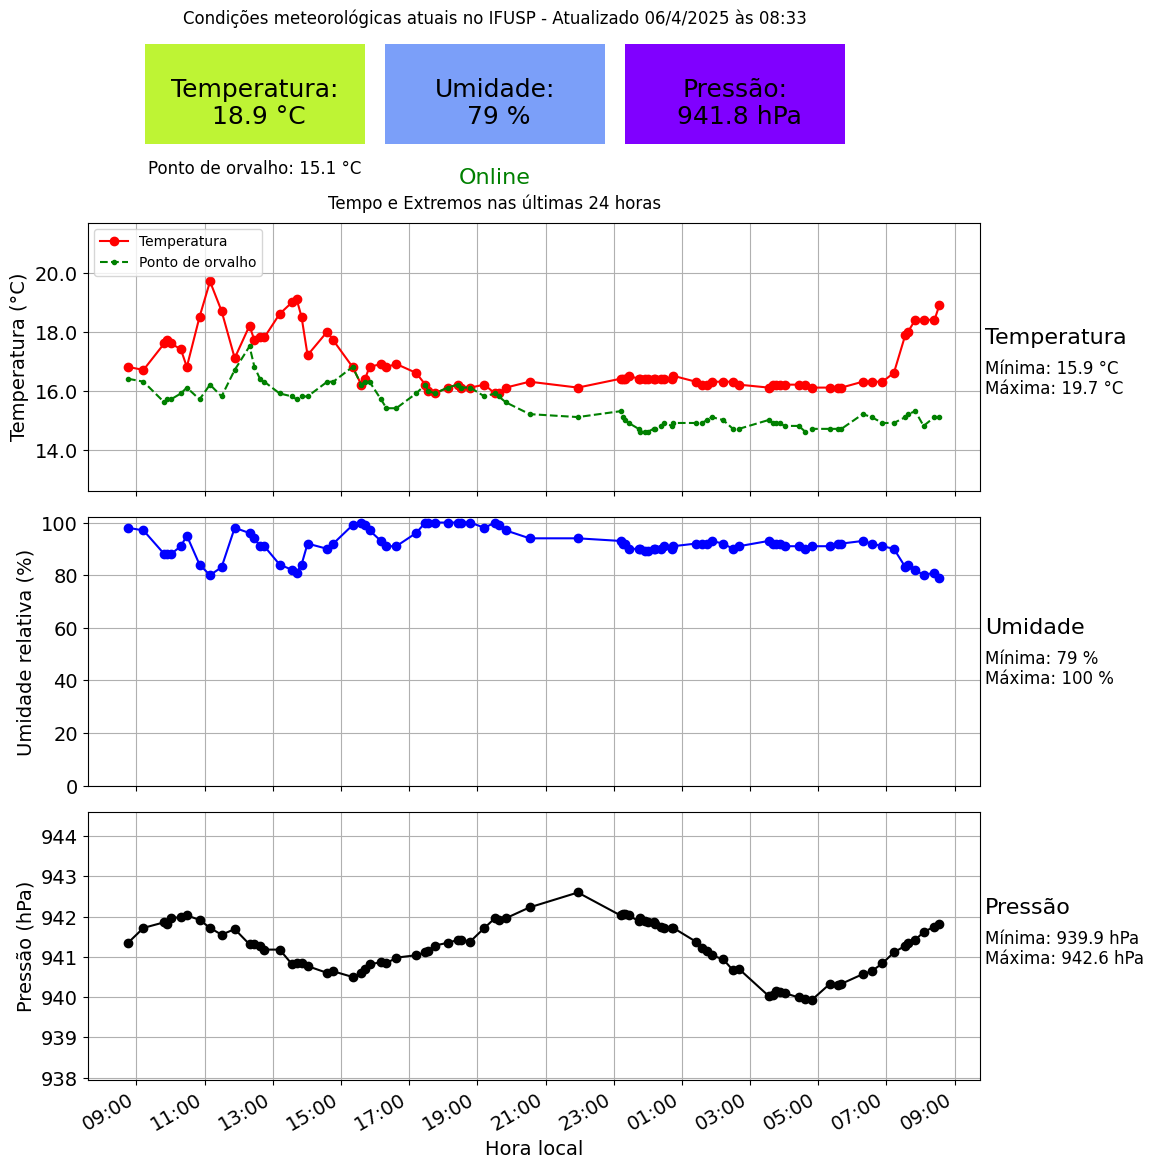 Condições meteorológicas atuais no IFUSP - Atualizado 06/4/2025 às 08:33
Temperatura:
18.9 °C
Umidade:
79 %
Pressão:
941.8 hPa
Ponto de orvalho: 15.1 °C
Online
Tempo e Extremos nas últimas 24 horas
Temperatura
Ponto de orvalho
Temperatura (°C)
20.0
18.0
16.0
14.0
Temperatura
Mínima: 15.9 °C
Máxima: 19.7 °C
Umidade relativa (%)
100
80
60
40
20
0
Umidade
Mínima: 79 %
Máxima: 100 %
Pressão (hPa)
944
943
942
941
940
939
938
Pressão
Mínima: 939.9 hPa
Máxima: 942.6 hPa
09:00 11:00 13:00 15:00 17:00 19:00 21:00 23:00 01:00 03:00 05:00 07:00 09:00
Hora local